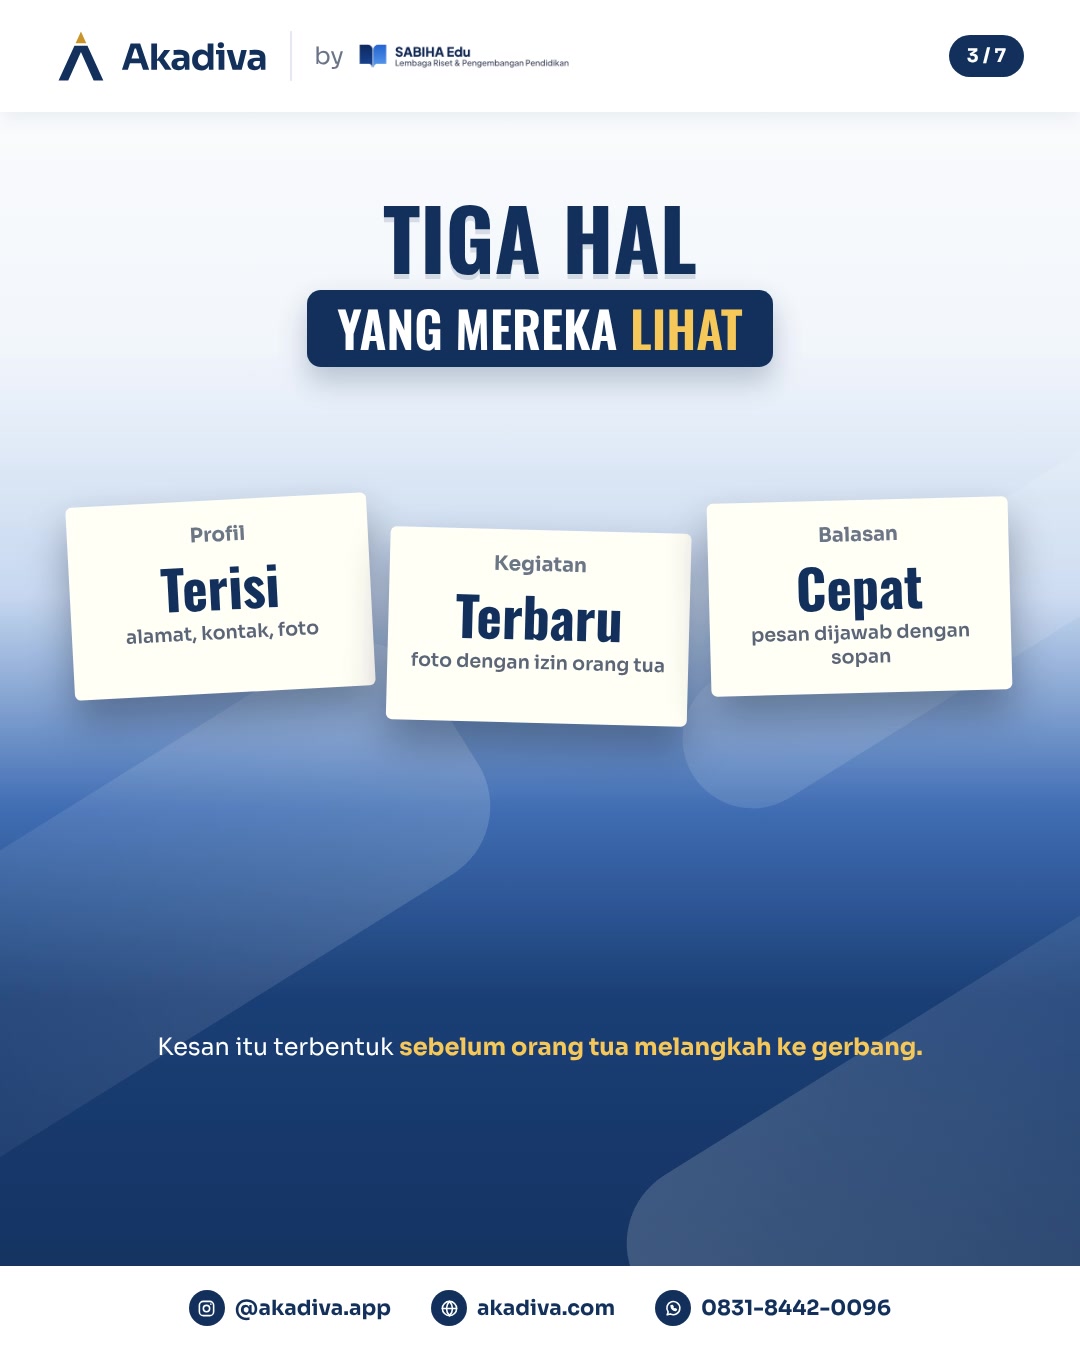 Akadiva
by
SABIHA Edu
Lembaga Riset & Pengembangan Pendidikan
3 / 7
TIGA HAL
YANG MEREKA LIHAT
Profil
Terisi
alamat, kontak, foto
Kegiatan
Terbaru
foto dengan izin orang tua
Balasan
Cepat
pesan dijawab dengan
sopan
Kesan itu terbentuk sebelum orang tua melangkah ke gerbang.
@akadiva.app
akadiva.com
0831-8442-0096